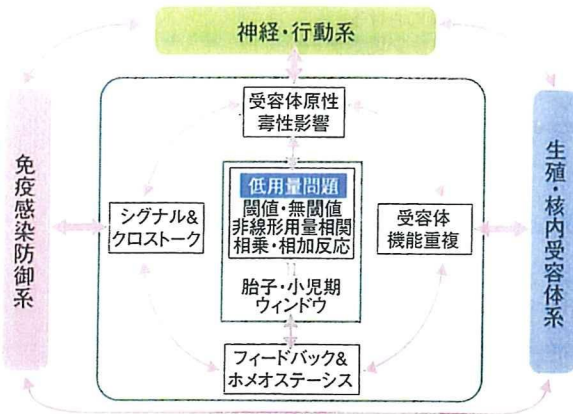 神経・行動系
受容体原性
毒性影響
免疫感染防御系
シグナル&
クロストーク
低用量問題
閾値・無閾値
非線形用量相関
相乗・相加反応
胎子・小児期
ウィンドウ
受容体
機能重複
生殖・核内受容体系
フィードバック&
ホメオステーシス